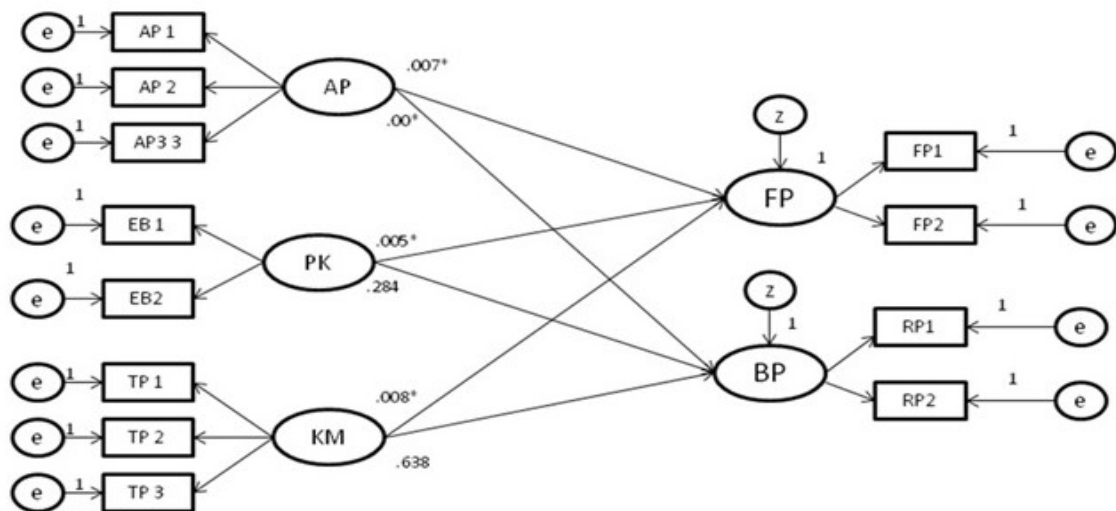 e 1 AP 1
e 1 AP 2
e 1 AP3 3
AP
.007*
.00*
e 1 EB 1
e 1 EB2
PK
.005*
.284
e 1 TP 1
e 1 TP 2
e 1 TP 3
KM
.008*
.638
z
1
FP
FP1 1 e
FP2 1 e
z
1
BP
RP1 1 e
RP2 1 e